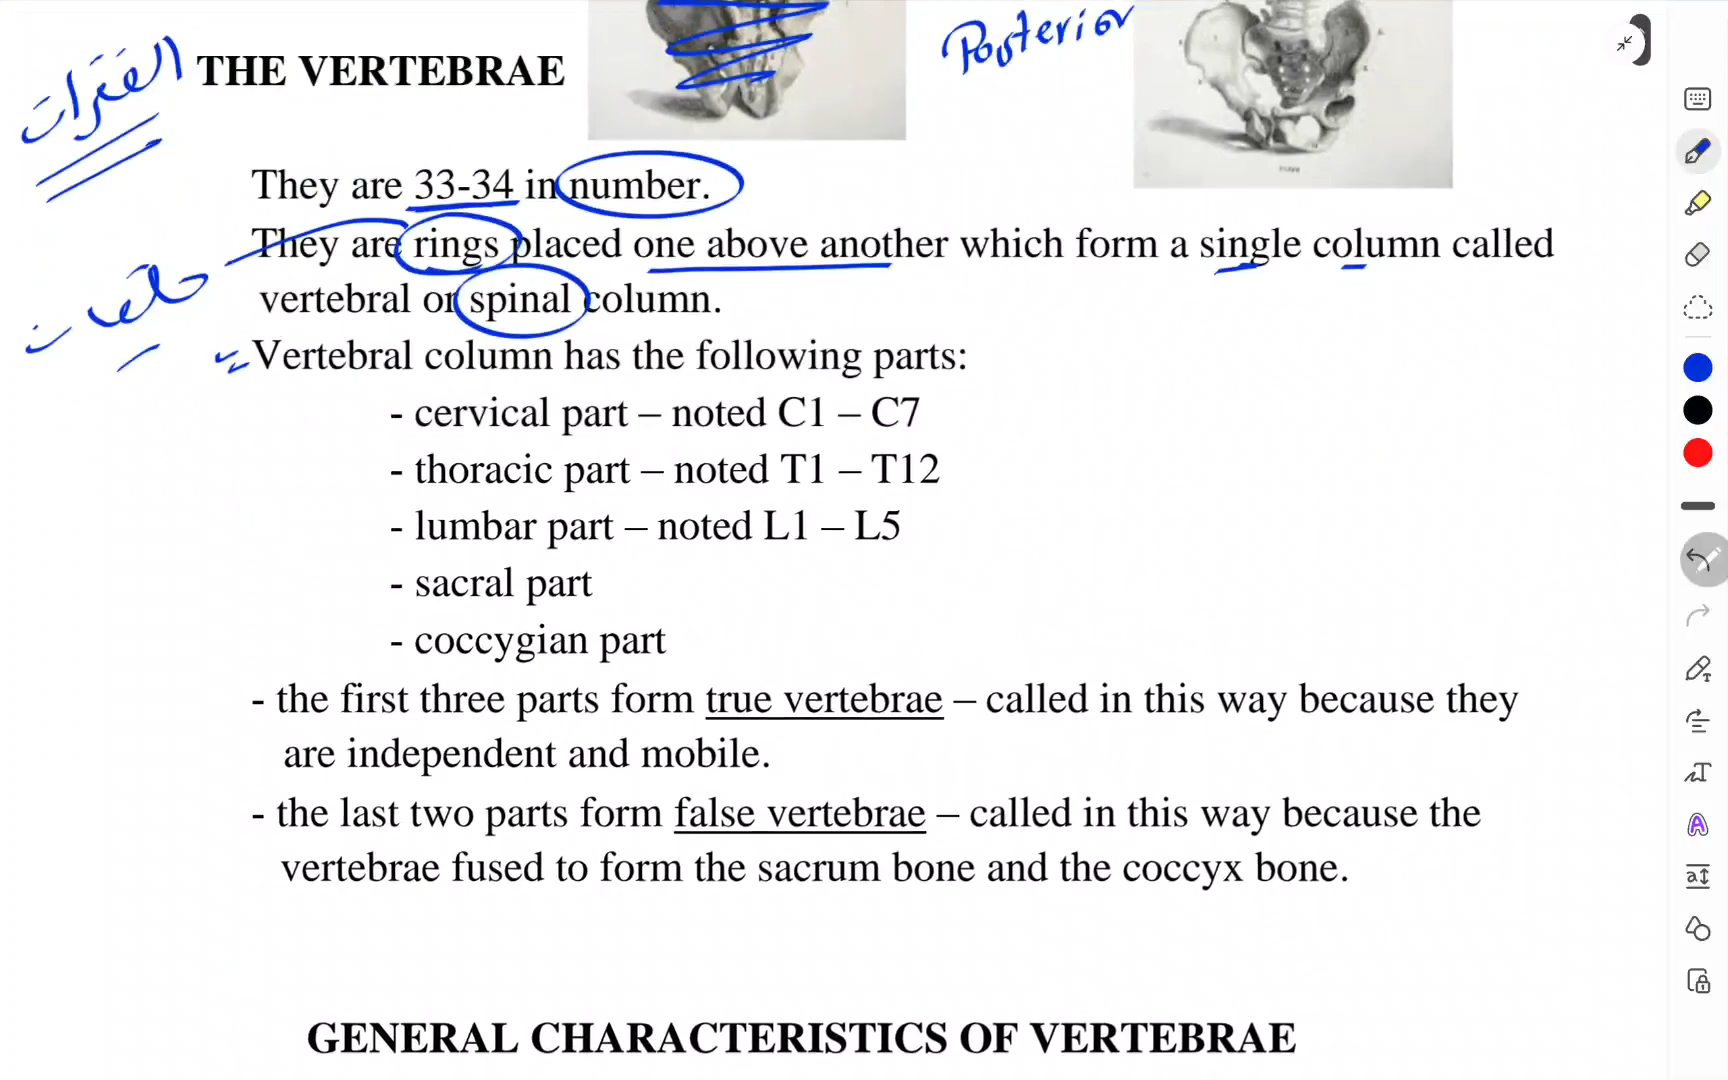 Posterior
الفقرات
THE VERTEBRAE
They are 33-34 in number.
They are rings placed one above another which form a single column called
حلقات
vertebral or spinal column.
Vertebral column has the following parts:
- cervical part – noted C1 – C7
- thoracic part – noted T1 – T12
- lumbar part – noted L1 – L5
- sacral part
- coccygian part
- the first three parts form true vertebrae – called in this way because they
are independent and mobile.
- the last two parts form false vertebrae – called in this way because the
vertebrae fused to form the sacrum bone and the coccyx bone.
GENERAL CHARACTERISTICS OF VERTEBRAE